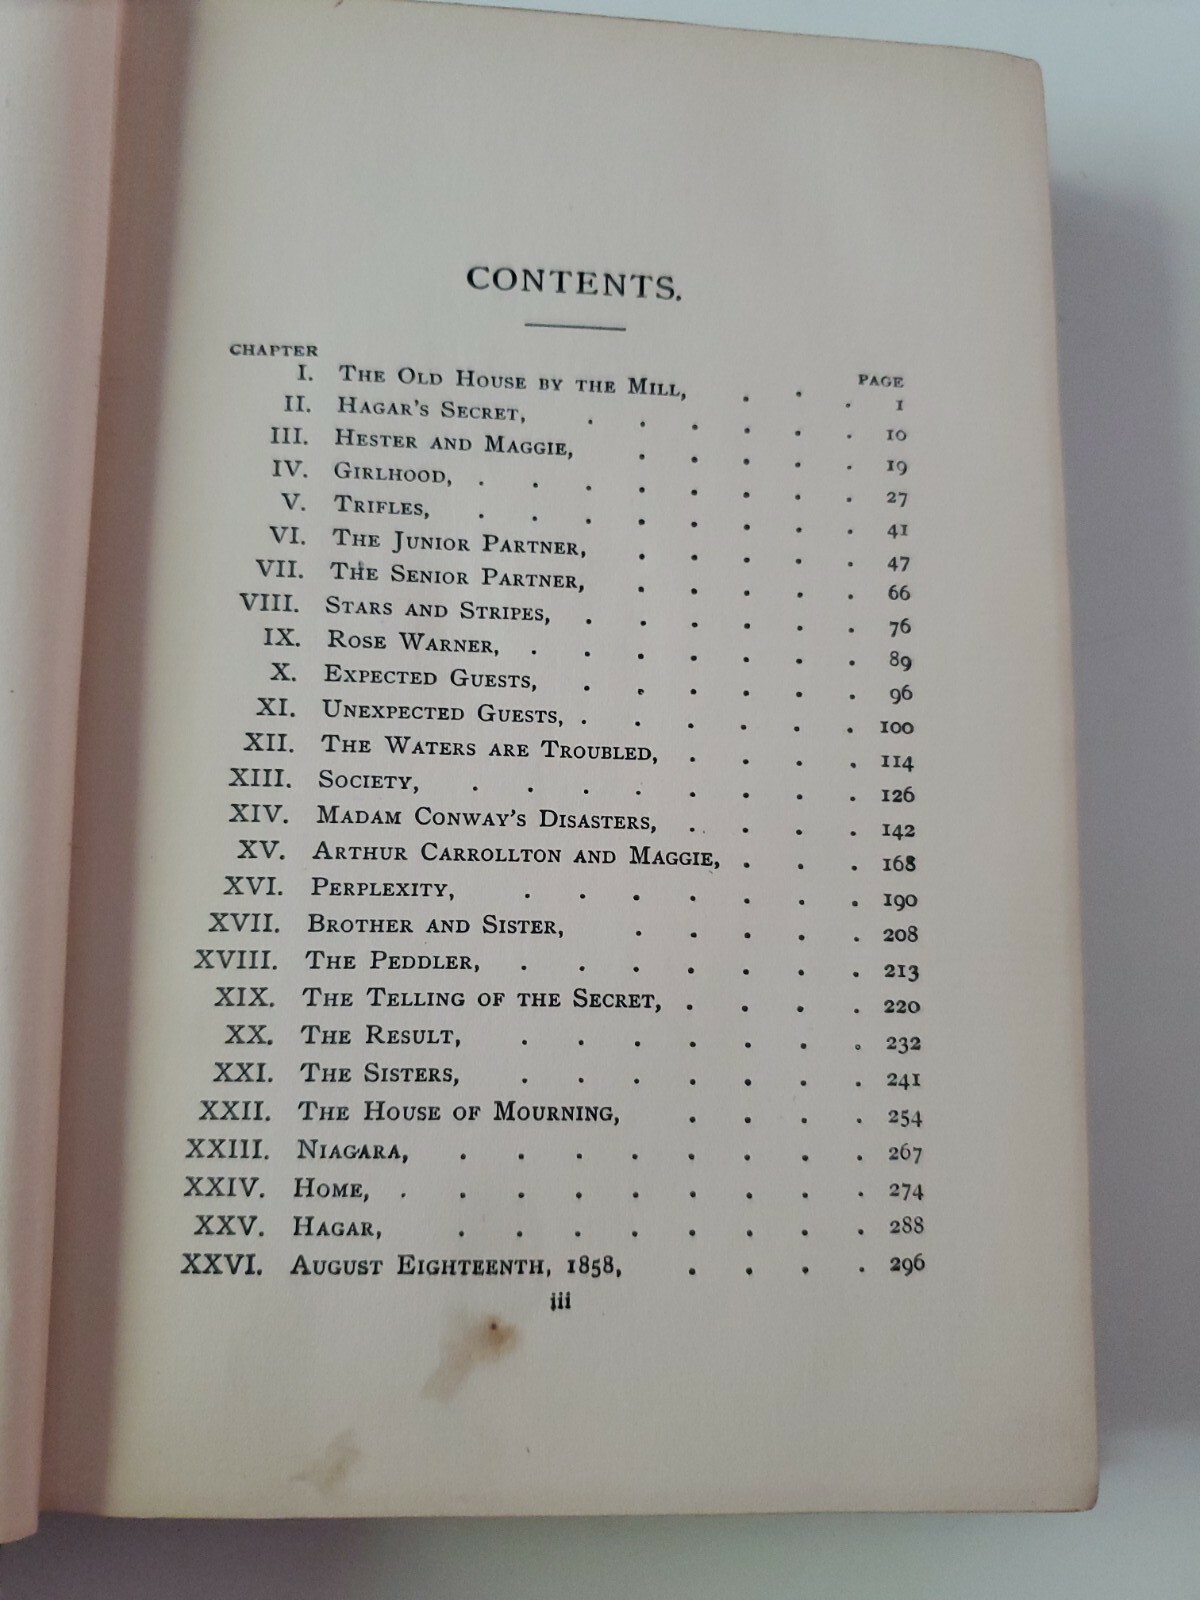 CONTENTS.
CHAPTER PAGE
I. THE OLD HOUSE BY THE MILL, . . . 1
II. HAGAR'S SECRET, . . . . . . 10
III. HESTER AND MAGGIE, . . . . . 19
IV. GIRLHOOD, . . . . . . . . 27
V. TRIFLES, . . . . . . . . 41
VI. THE JUNIOR PARTNER, . . . . . 47
VII. THE SENIOR PARTNER, . . . . . 66
VIII. STARS AND STRIPES, . . . . . . 76
IX. ROSE WARNER, . . . . . . . 89
X. EXPECTED GUESTS, . . . . . . 96
XI. UNEXPECTED GUESTS, . . . . . . 100
XII. THE WATERS ARE TROUBLED, . . . . 114
XIII. SOCIETY, . . . . . . . . 126
XIV. MADAM CONWAY'S DISASTERS, . . . . 142
XV. ARTHUR CARROLLTON AND MAGGIE, . . . 168
XVI. PERPLEXITY, . . . . . . . 190
XVII. BROTHER AND SISTER, . . . . . 208
XVIII. THE PEDDLER, . . . . . . . 213
XIX. THE TELLING OF THE SECRET, . . . . 220
XX. THE RESULT, . . . . . . . 232
XXI. THE SISTERS, . . . . . . . 241
XXII. THE HOUSE OF MOURNING, . . . . 254
XXIII. NIAGARA, . . . . . . . . 267
XXIV. HOME, . . . . . . . . . 274
XXV. HAGAR, . . . . . . . . 288
XXVI. AUGUST EIGHTEENTH, 1858, . . . . 296
iii